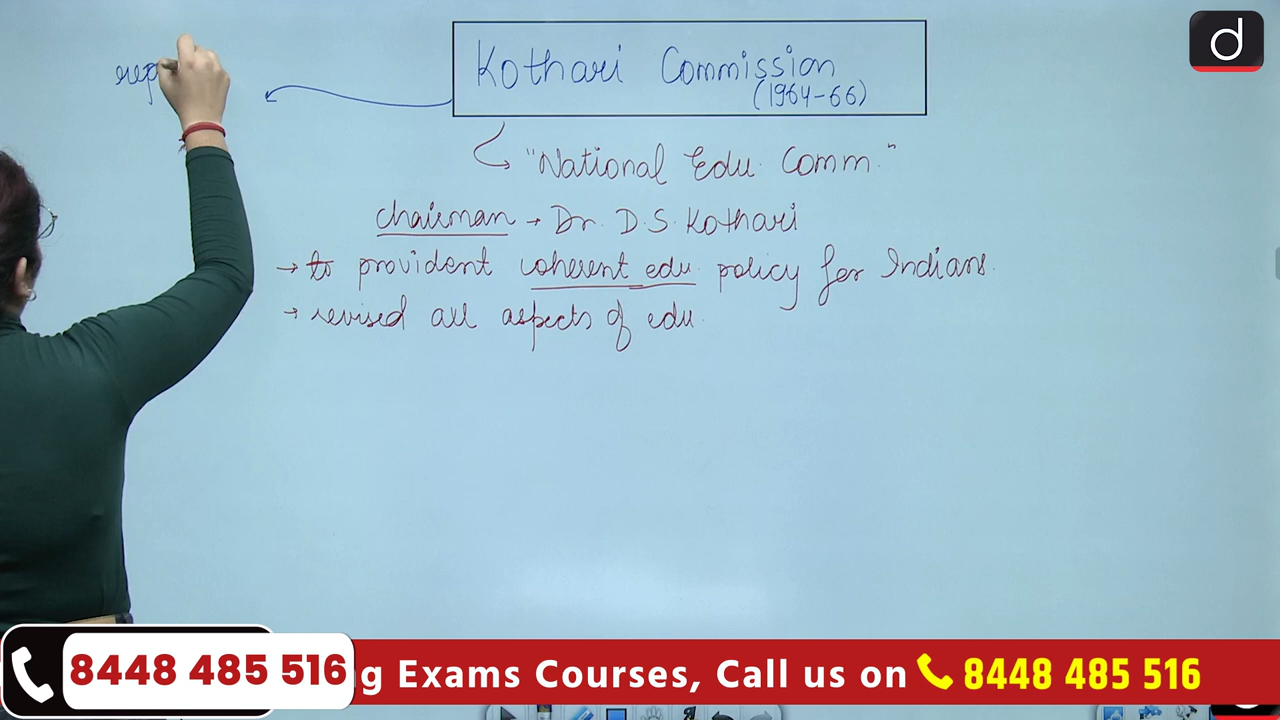 rep
Kothari Commission
(1964-66)
"National Edu. Comm."
chairman → Dr. D.S. Kothari
→ to provident coherent edu. policy for Indians.
→ revised all aspects of edu.
d
8448 485 516
g Exams Courses, Call us on 8448 485 516